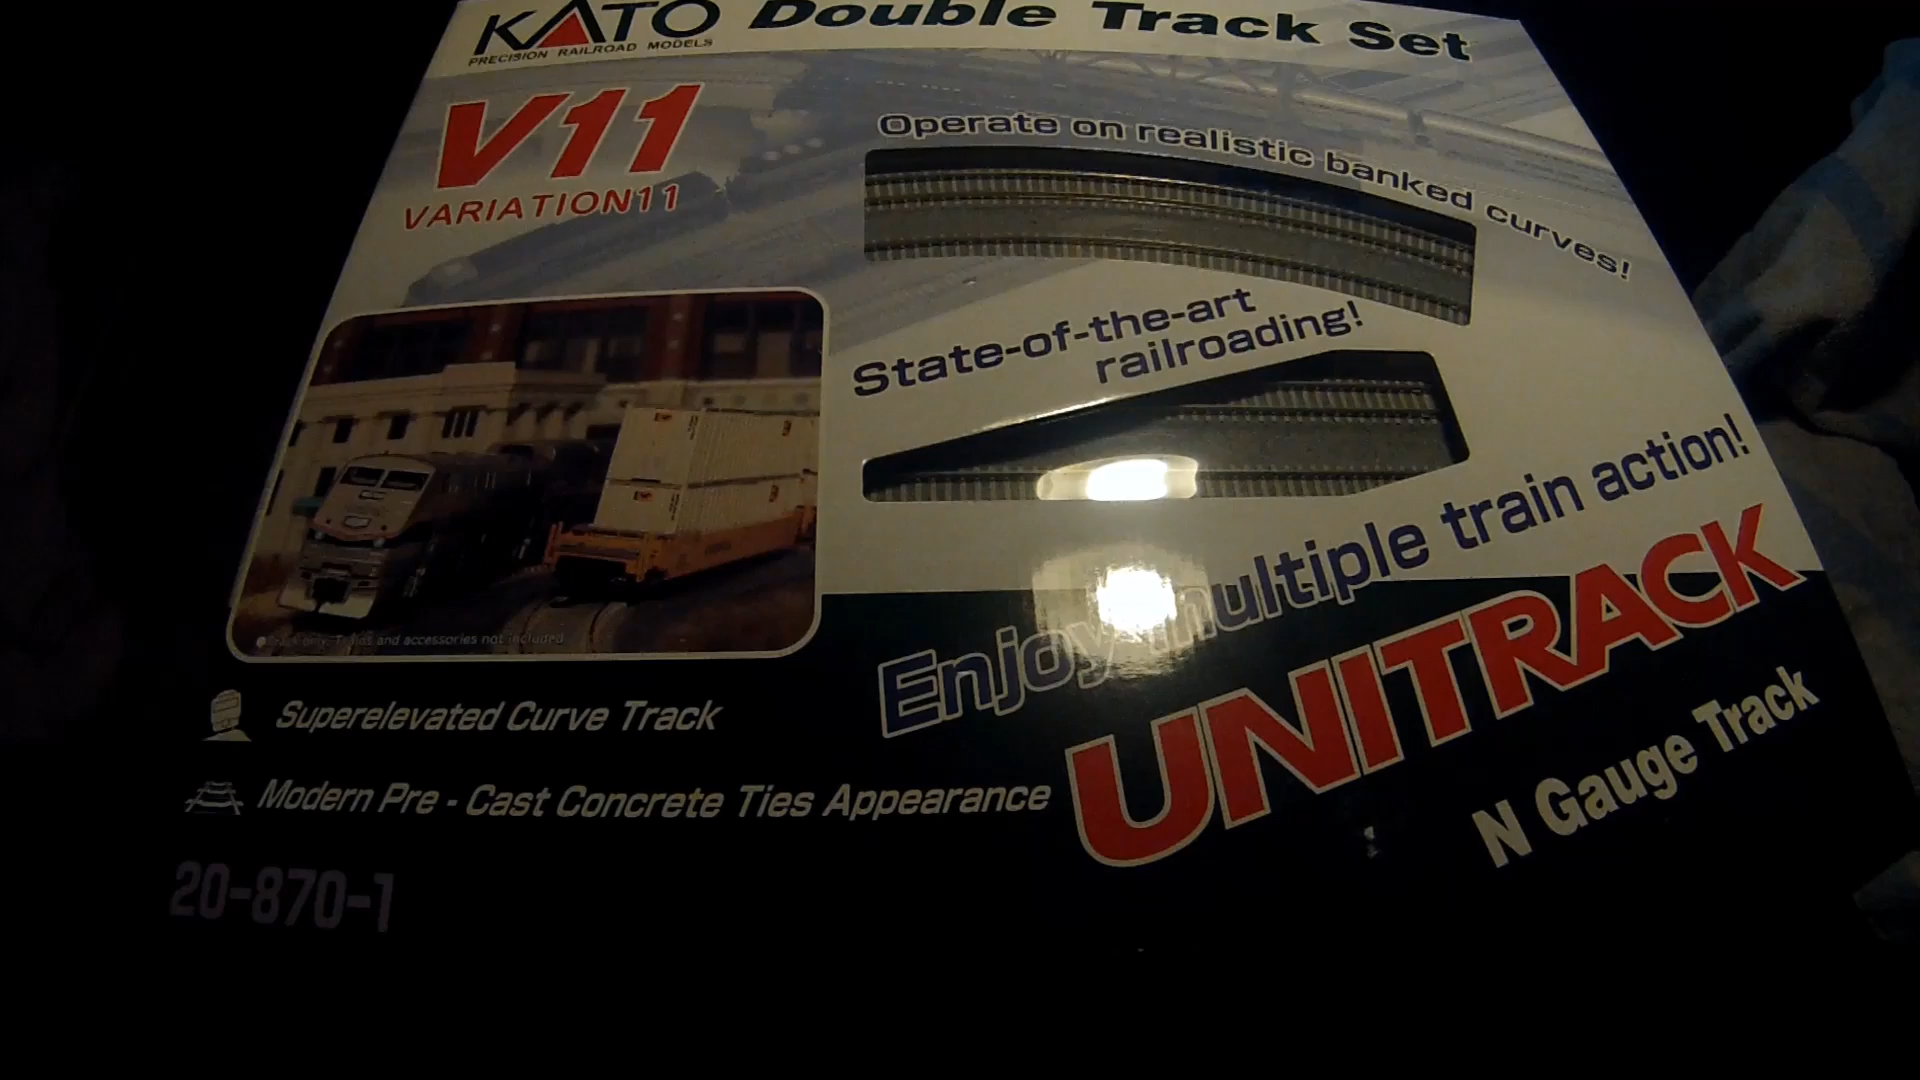 KATO Double Track Set
PRECISION RAILROAD MODELS
V11
VARIATION11
Operate on realistic banked curves!
State-of-the-art
railroading!
Enjoy multiple train action!
UNITRACK
N Gauge Track
Track only. Trains and accessories not included
Superelevated Curve Track
Modern Pre - Cast Concrete Ties Appearance
20-870-1